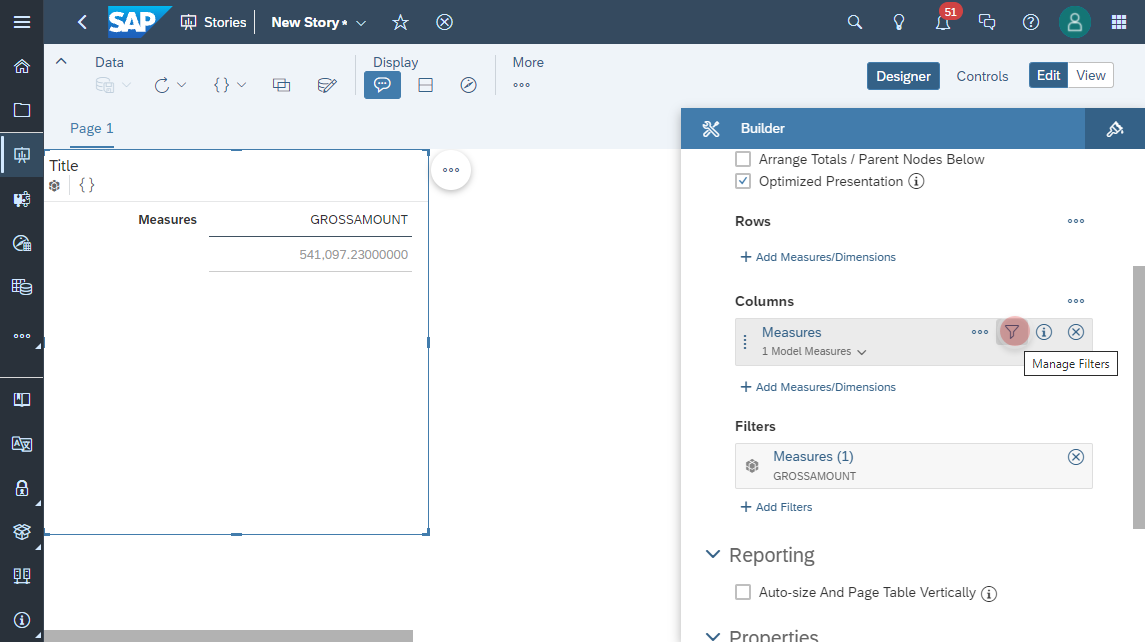 SAP
Stories
New Story *
51
Data
Display
More
Designer
Controls
Edit
View
Page 1
Builder
Title
Measures
GROSSAMOUNT
541,097.23000000
Arrange Totals / Parent Nodes Below
Optimized Presentation
Rows
+ Add Measures/Dimensions
Columns
Measures
1 Model Measures
Manage Filters
+ Add Measures/Dimensions
Filters
Measures (1)
GROSSAMOUNT
+ Add Filters
Reporting
Auto-size And Page Table Vertically
Properties